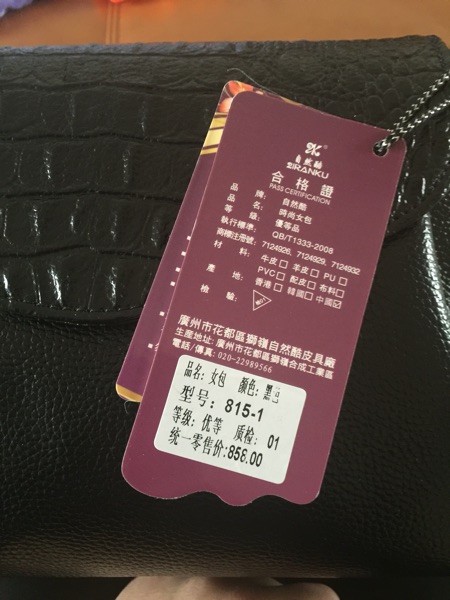 自然酷
ZIRANKU
合格證
PASS CERTIFICATION
品牌: 自然酷
品名: 時尚女包
等級: 優等品
執行標準: QB/T1333-2008
商標注冊號: 7124926, 7124929, 7124932
材料: 牛皮□ 羊皮□ PU□
PVC□ 配皮□ 布料□
產地: 香港□ 韓國□ 中國☑
檢驗:
廣州市花都區獅嶺自然酷皮具廠
生產地址: 廣州市花都區獅嶺合成工業區
電話/傳真: 020-22989566
品名: 女包 颜色: 黑
型号: 815-1
等级: 优等 质检: 01
统一零售价:858.00